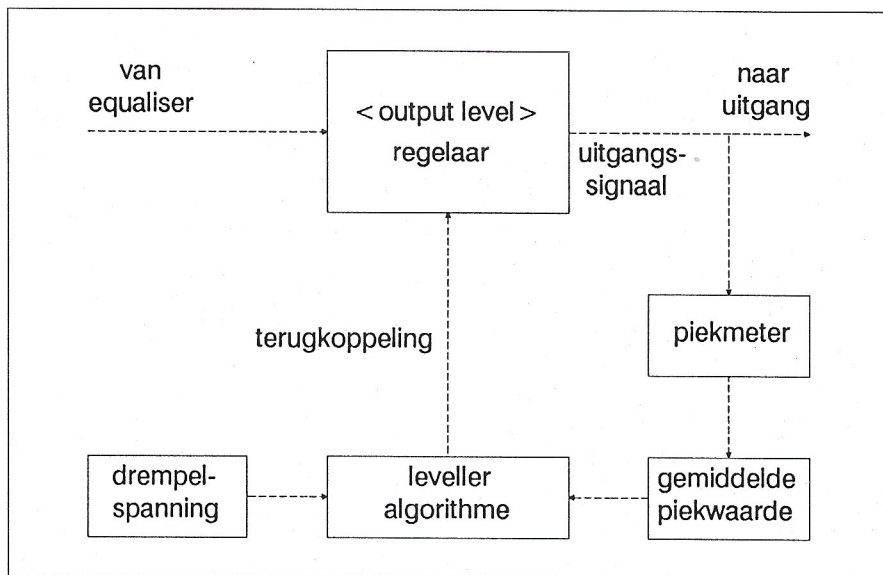 van
equaliser
< output level >
regelaar
naar
uitgang
uitgangs-
signaal
piekmeter
terugkoppeling
drempel-
spanning
leveller
algorithme
gemiddelde
piekwaarde